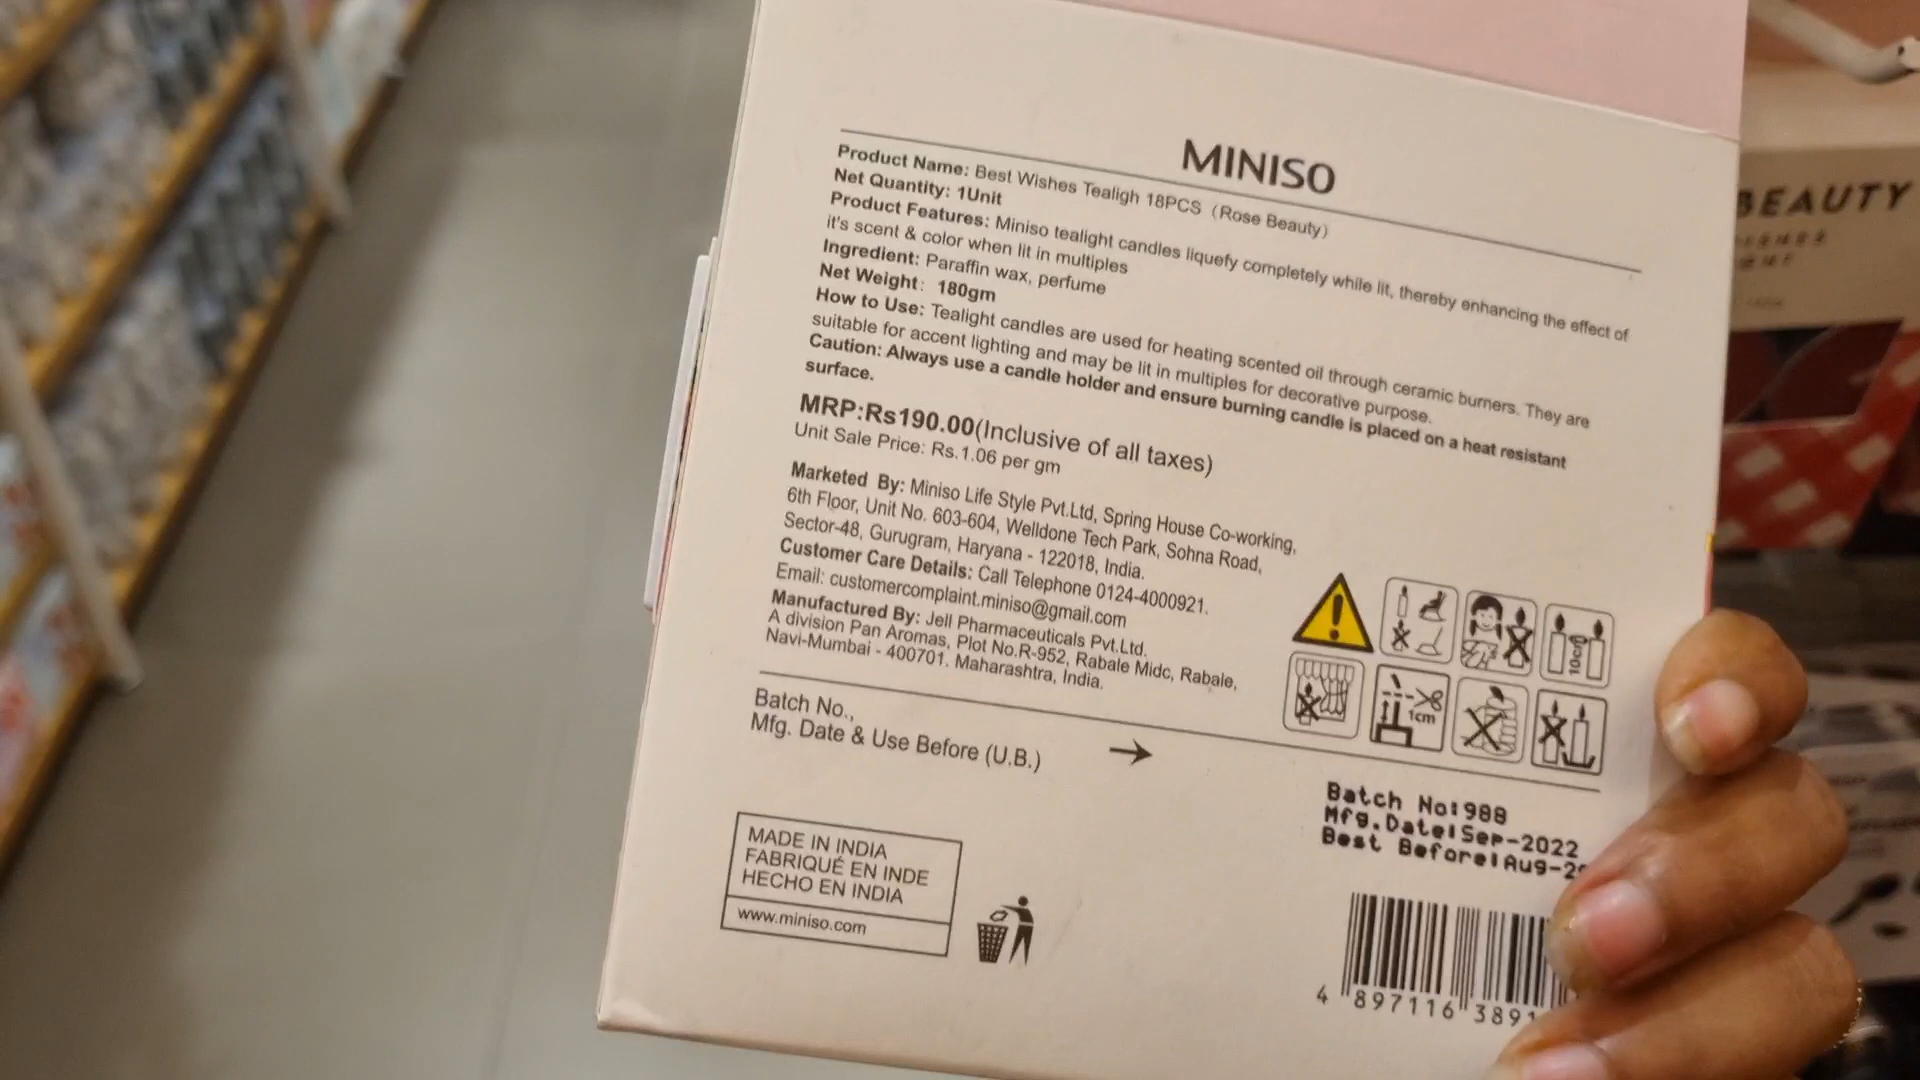 MINISO
Product Name: Best Wishes Tealigh 18PCS (Rose Beauty)
Net Quantity: 1Unit
Product Features: Miniso tealight candles liquefy completely while lit, thereby enhancing the effect of
it's scent & color when lit in multiples
Ingredient: Paraffin wax, perfume
Net Weight: 180gm
How to Use: Tealight candles are used for heating scented oil through ceramic burners. They are
suitable for accent lighting and may be lit in multiples for decorative purpose.
Caution: Always use a candle holder and ensure burning candle is placed on a heat resistant
surface.
MRP:Rs190.00(Inclusive of all taxes)
Unit Sale Price: Rs.1.06 per gm
Marketed By: Miniso Life Style Pvt.Ltd, Spring House Co-working,
6th Floor, Unit No. 603-604, Welldone Tech Park, Sohna Road,
Sector-48, Gurugram, Haryana - 122018, India.
Customer Care Details: Call Telephone 0124-4000921.
Email: customercomplaint.miniso@gmail.com
Manufactured By: Jell Pharmaceuticals Pvt.Ltd.
A division Pan Aromas, Plot No.R-952, Rabale Midc, Rabale,
Navi-Mumbai - 400701. Maharashtra, India.
10cm
1cm
Batch No.,
Mfg. Date & Use Before (U.B.)
Batch No:988
Mfg.Date:Sep-2022
Best Before:Aug-2
MADE IN INDIA
FABRIQUÉ EN INDE
HECHO EN INDIA
www.miniso.com
4 897116 3891
BEAUTY